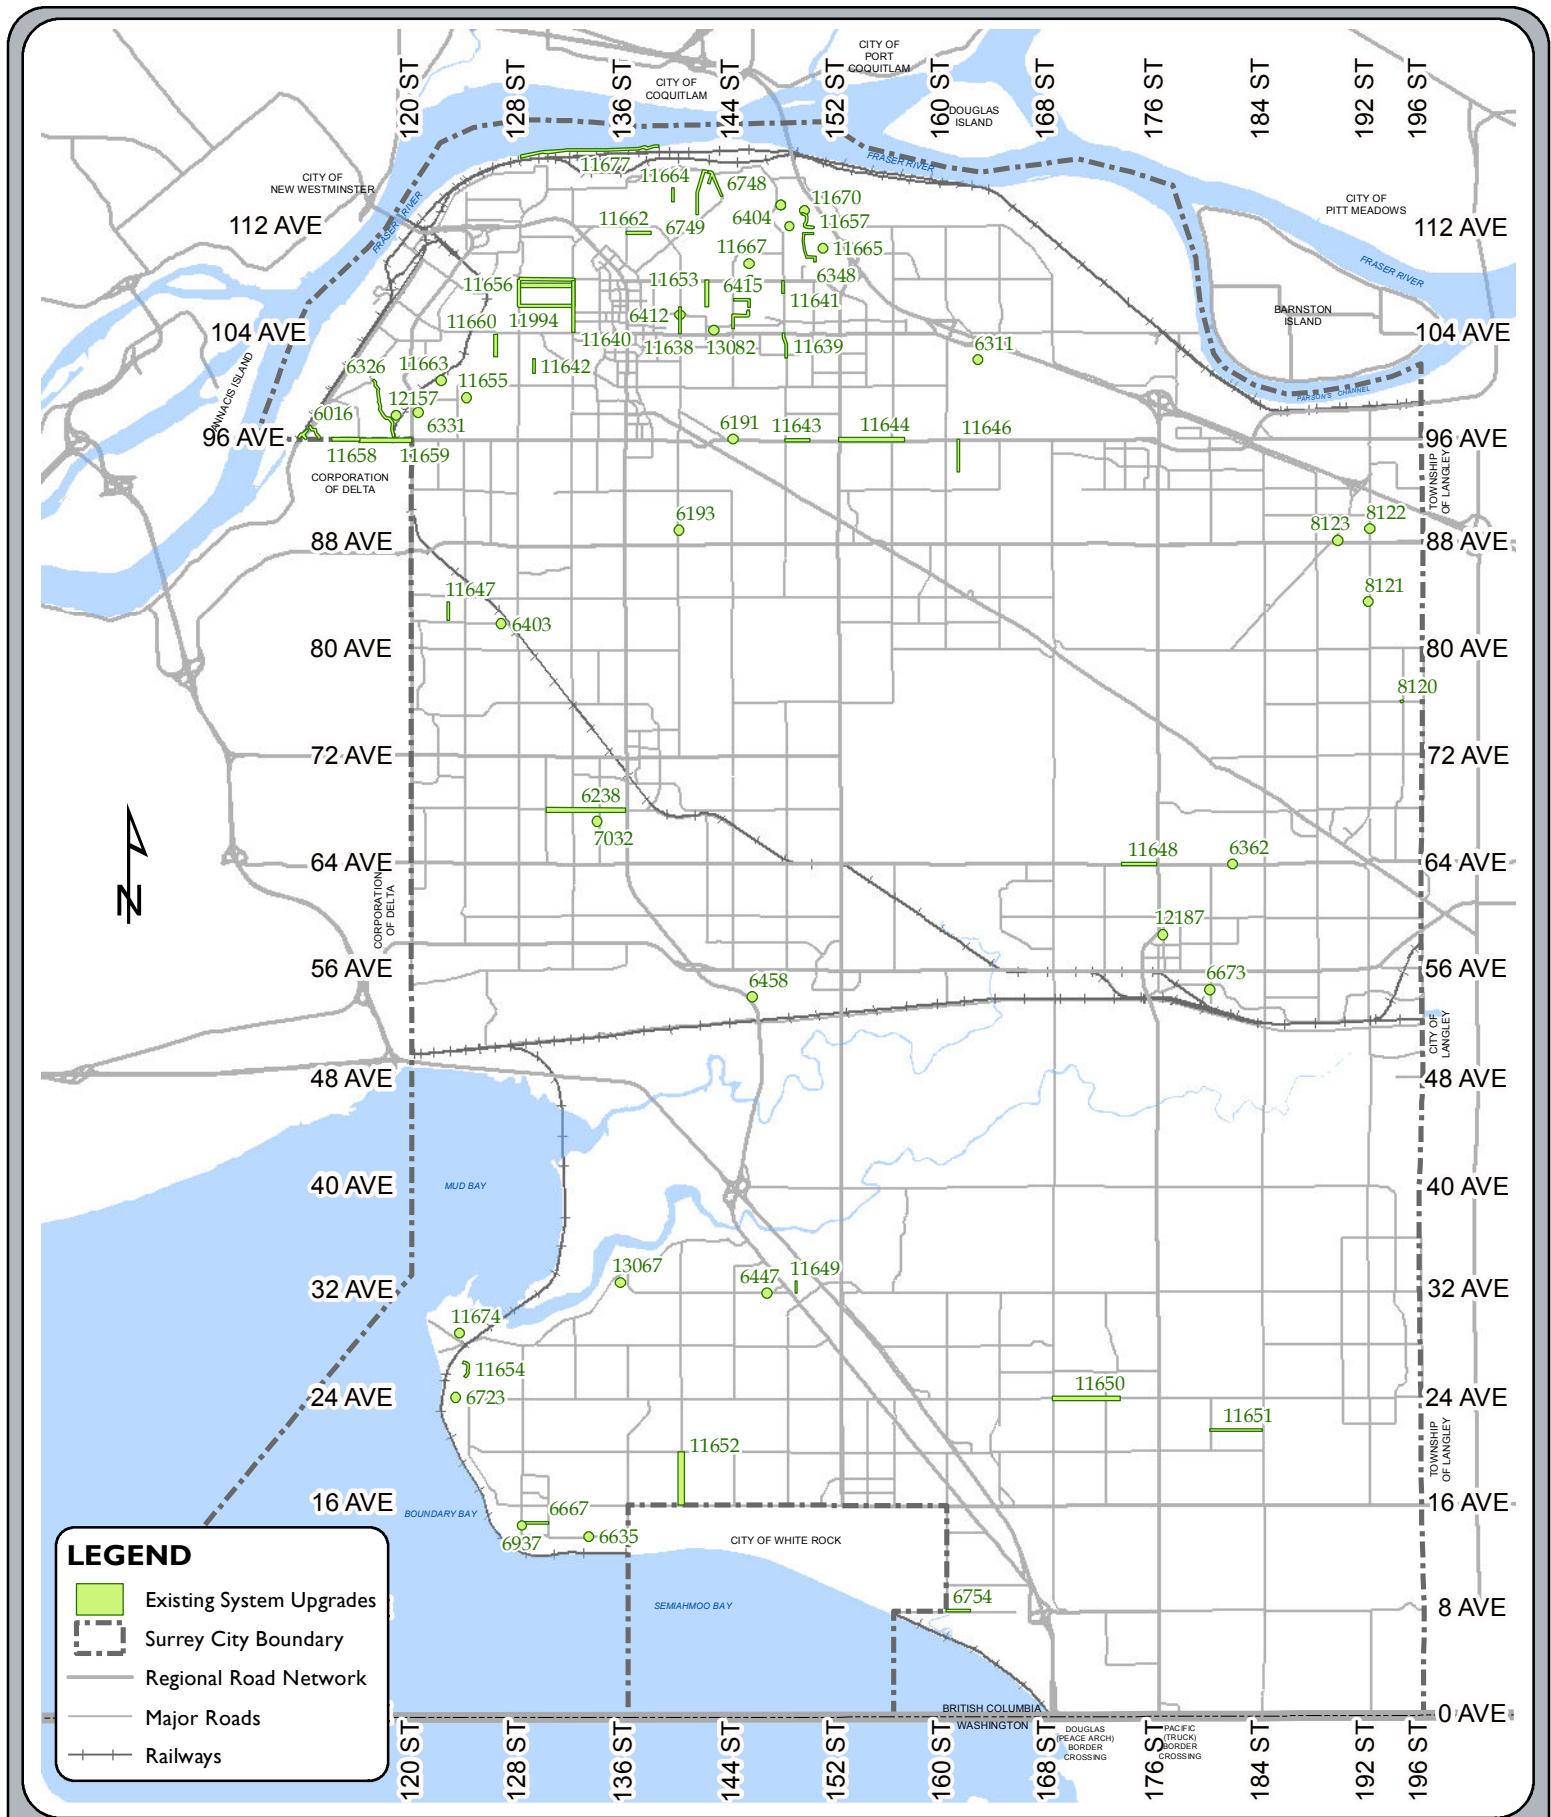 CITY OF
PORT
COQUITLAM
CITY OF
COQUITLAM
120 ST
128 ST
136 ST
144 ST
152 ST
160 ST
168 ST
176 ST
184 ST
192 ST
196 ST
DOUGLAS
ISLAND
FRASER RIVER
CITY OF
NEW WESTMINSTER
FRASER RIVER
CITY OF
PITT MEADOWS
FRASER RIVER
BARNSTON
ISLAND
PARSON'S CHANNEL
ANNACIS ISLAND
112 AVE
112 AVE
104 AVE
104 AVE
96 AVE
96 AVE
88 AVE
88 AVE
80 AVE
80 AVE
72 AVE
72 AVE
64 AVE
64 AVE
56 AVE
56 AVE
48 AVE
48 AVE
40 AVE
40 AVE
32 AVE
32 AVE
24 AVE
24 AVE
16 AVE
16 AVE
8 AVE
0 AVE
11677
11664
6748
11670
6404
11657
11662
6749
11667
11665
6348
11656
11653
6415
11641
11660
11994
6412
11640
11638
13082
11639
6311
6326
11663
11642
11655
12157
6016
6331
6191
11643
11644
11646
11658
11659
CORPORATION
OF DELTA
TOWNSHIP
OF LANGLEY
6193
8123
8122
11647
8121
6403
8120
6238
7032
11648
6362
CORPORATION
OF DELTA
12187
6458
6673
CITY OF
LANGLEY
MUD BAY
13067
6447
11649
11674
11654
6723
11650
11651
11652
TOWNSHIP
OF LANGLEY
BOUNDARY BAY
6667
6937
6635
CITY OF WHITE ROCK
SEMIAHMOO BAY
6754
N
LEGEND
Existing System Upgrades
Surrey City Boundary
Regional Road Network
Major Roads
Railways
BRITISH COLUMBIA
WASHINGTON
DOUGLAS
(PEACE ARCH)
BORDER
CROSSING
PACIFIC
(TRUCK)
BORDER
CROSSING
120 ST
128 ST
136 ST
144 ST
152 ST
160 ST
168 ST
176 ST
184 ST
192 ST
196 ST